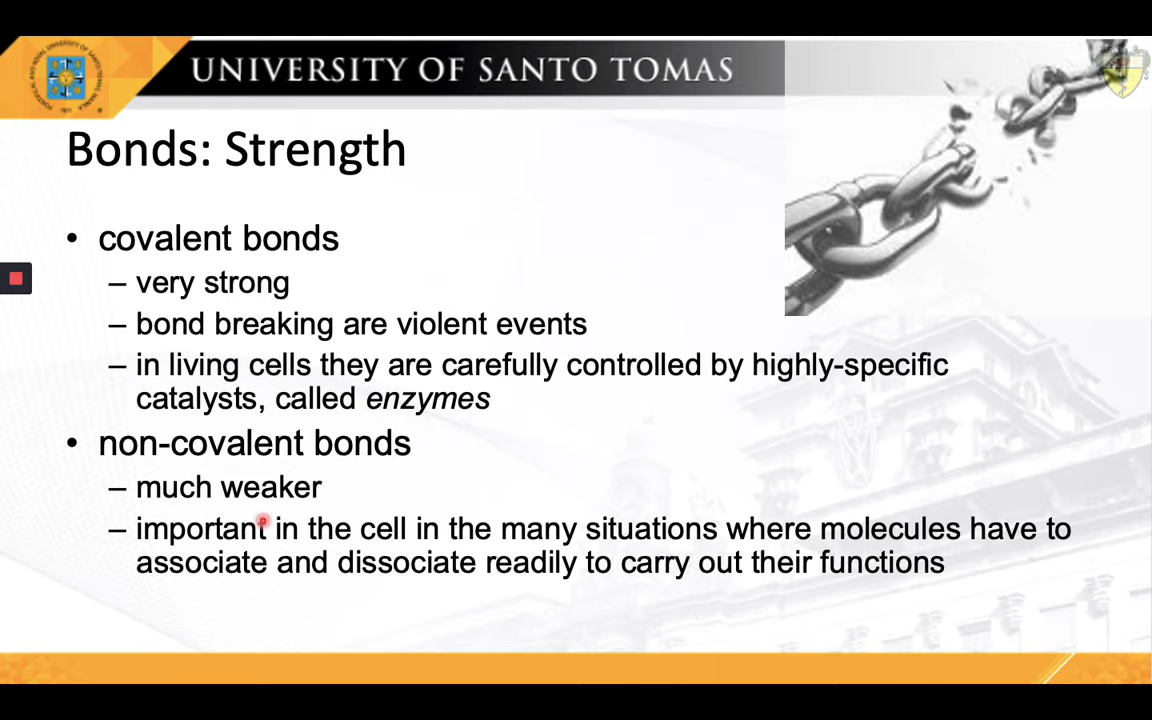 UNIVERSITY OF SANTO TOMAS
Bonds: Strength
• covalent bonds
– very strong
– bond breaking are violent events
– in living cells they are carefully controlled by highly-specific
catalysts, called enzymes
• non-covalent bonds
– much weaker
– important in the cell in the many situations where molecules have to
associate and dissociate readily to carry out their functions